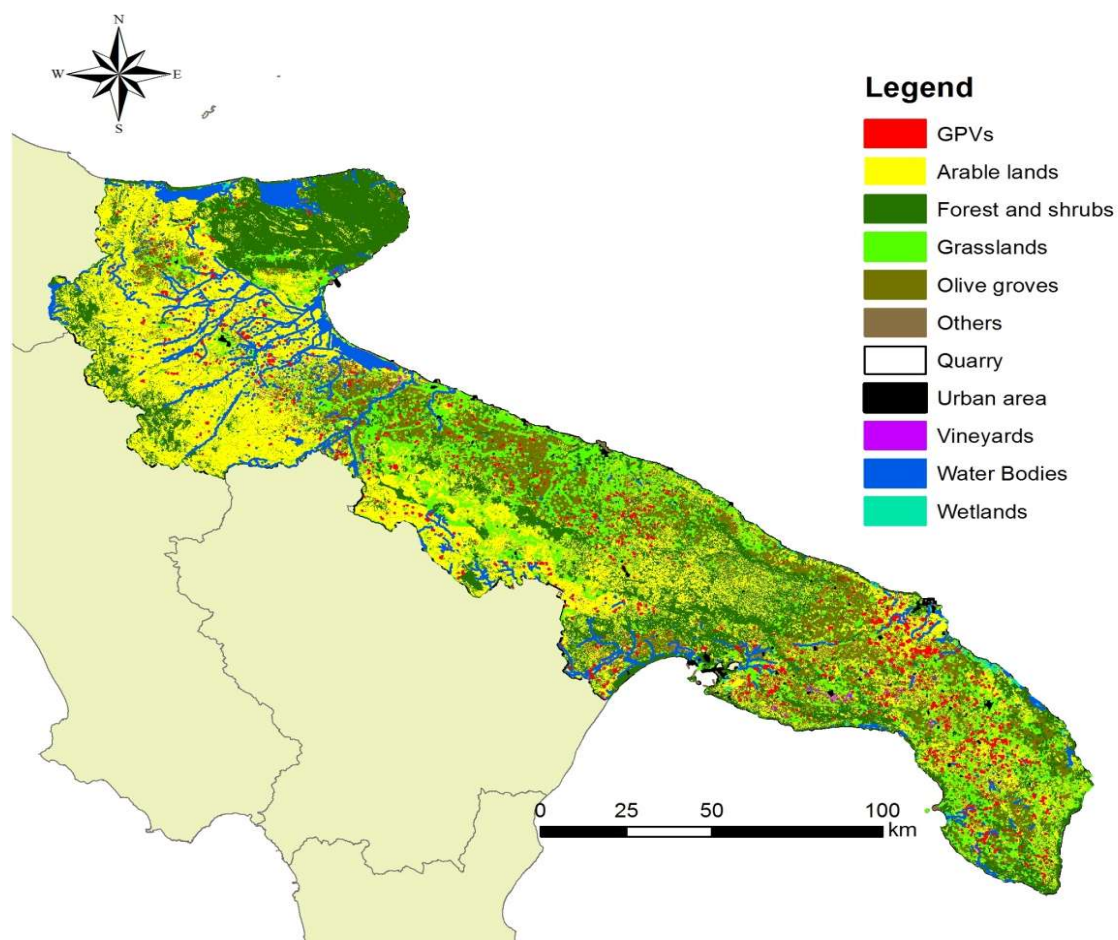 N
W E
S
Legend
GPVs
Arable lands
Forest and shrubs
Grasslands
Olive groves
Others
Quarry
Urban area
Vineyards
Water Bodies
Wetlands
0 25 50 100
km